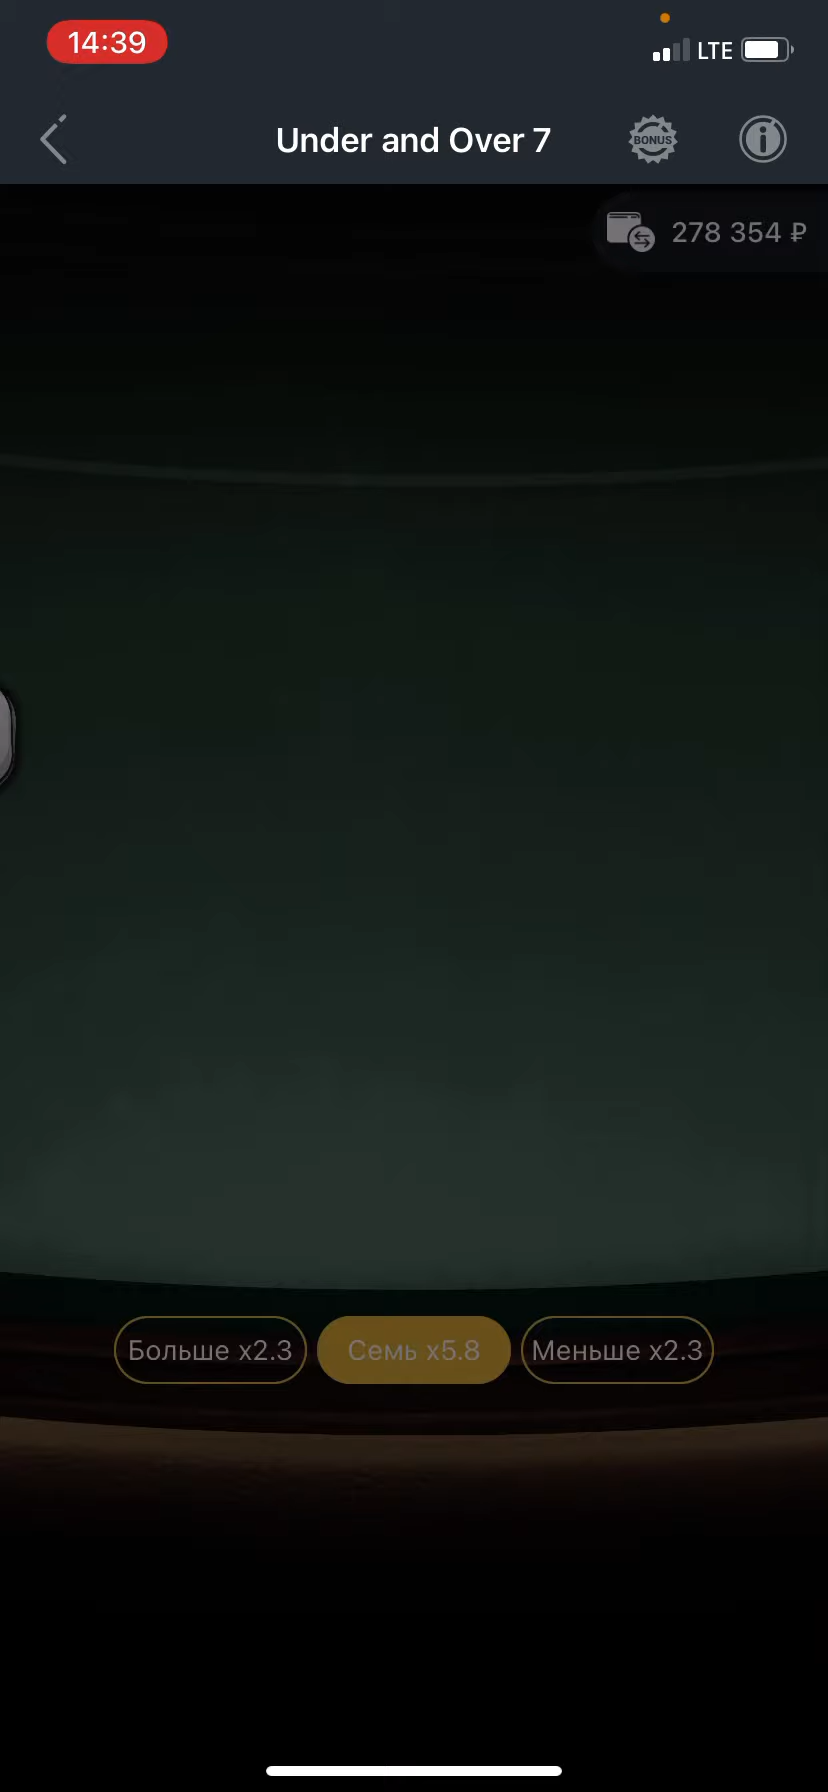 14:39
LTE
Under and Over 7
BONUS
278 354 ₽
Больше x2.3
Семь x5.8
Меньше x2.3